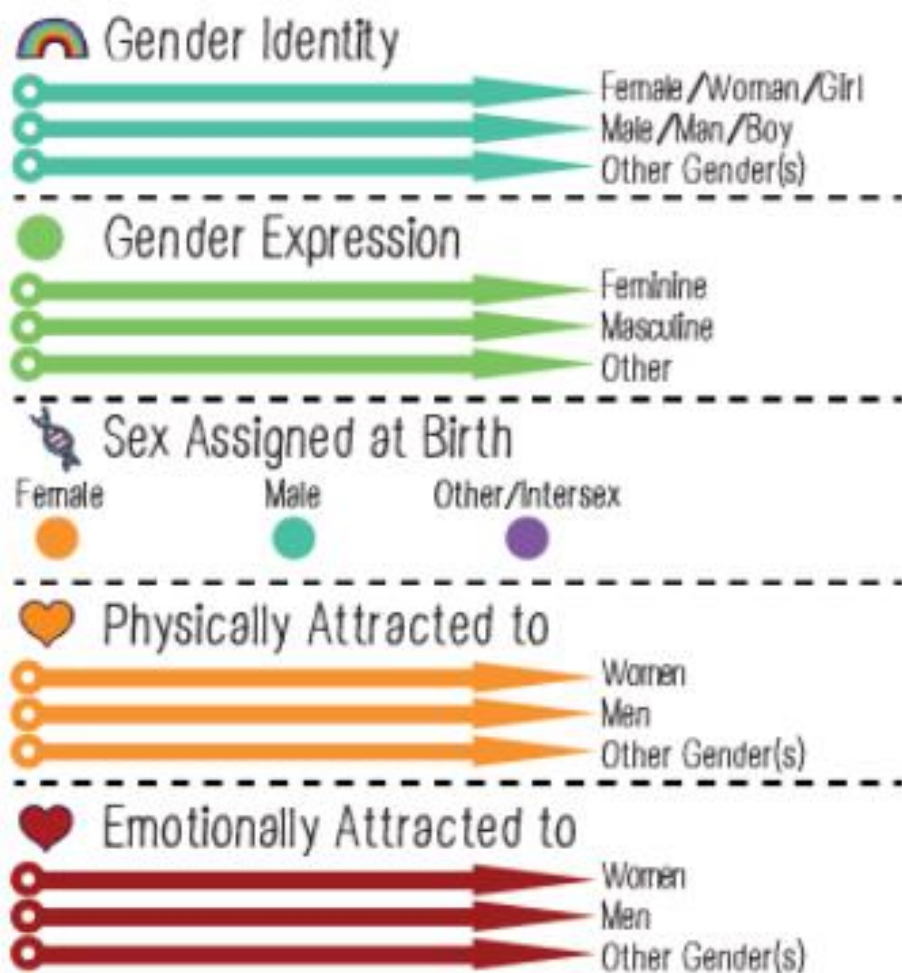 Gender Identity
Female/Woman/Girl
Male/Man/Boy
Other Gender(s)
Gender Expression
Feminine
Masculine
Other
Sex Assigned at Birth
Female Male Other/Intersex
Physically Attracted to
Women
Men
Other Gender(s)
Emotionally Attracted to
Women
Men
Other Gender(s)